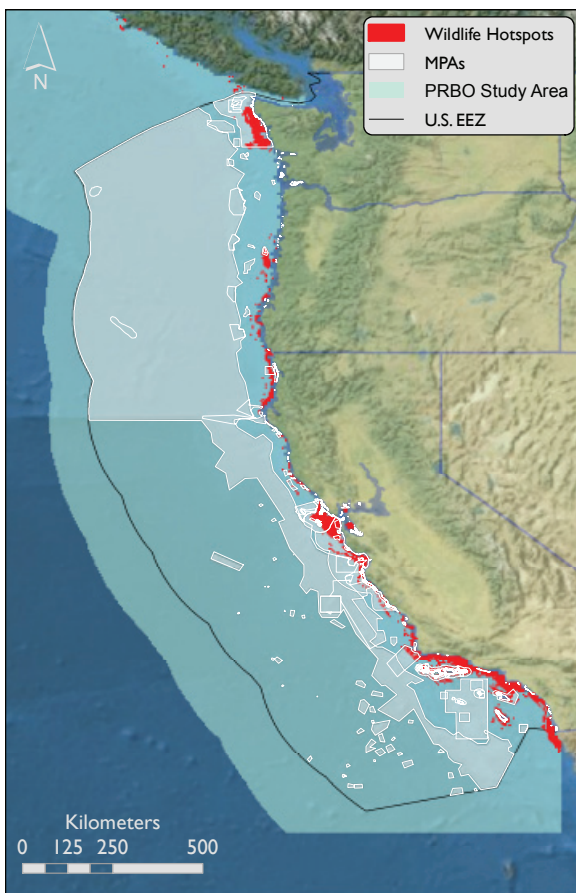 Wildlife Hotspots
MPAs
PRBO Study Area
U.S. EEZ
N
Kilometers
0 125 250 500